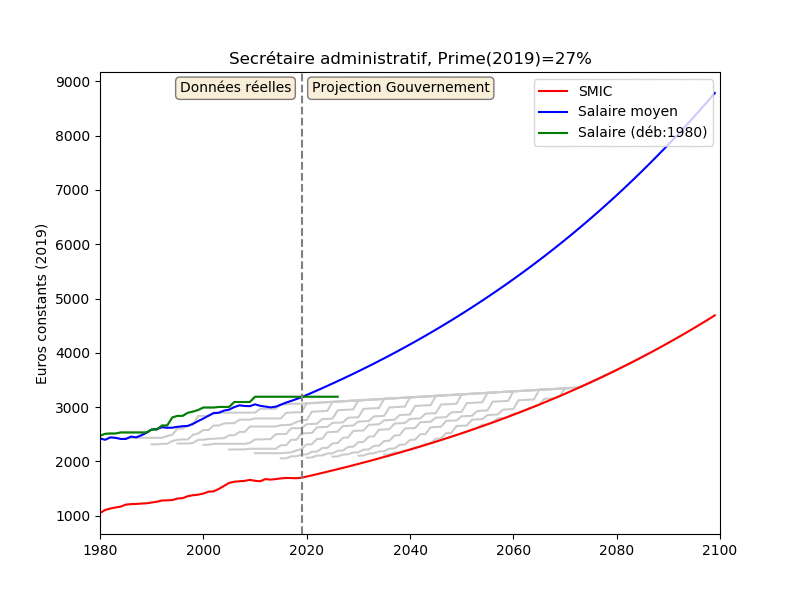 Secrétaire administratif, Prime(2019)=27%
Données réelles
Projection Gouvernement
SMIC
Salaire moyen
Salaire (déb:1980)
Euros constants (2019)
9000
8000
7000
6000
5000
4000
3000
2000
1000
1980
2000
2020
2040
2060
2080
2100